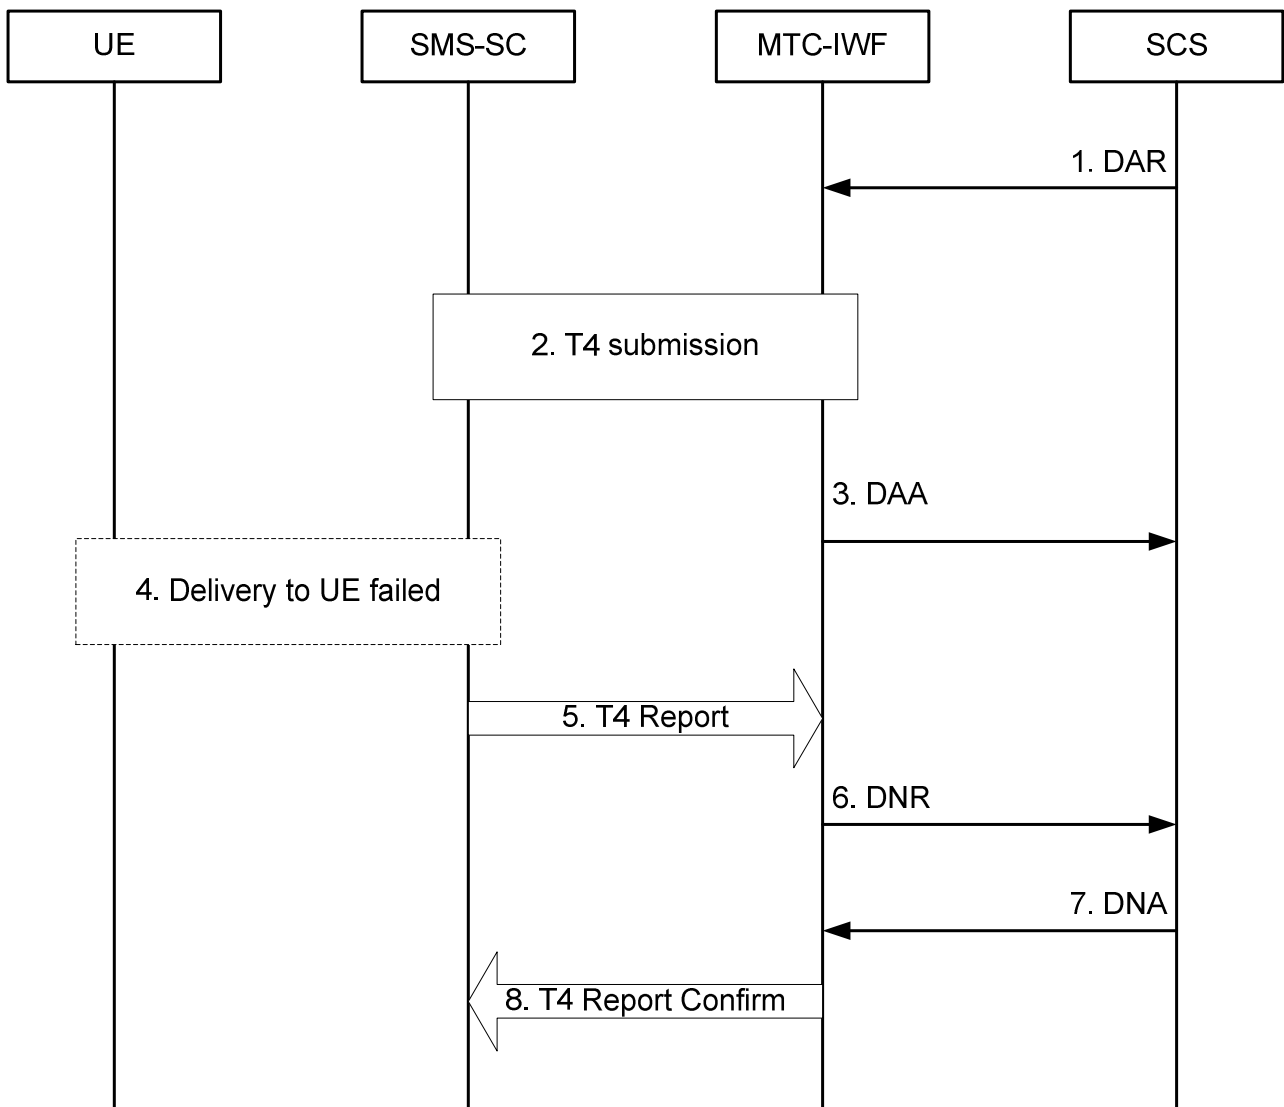 UE
SMS-SC
MTC-IWF
SCS
1. DAR
2. T4 submission
3. DAA
4. Delivery to UE failed
5. T4 Report
6. DNR
7. DNA
8. T4 Report Confirm